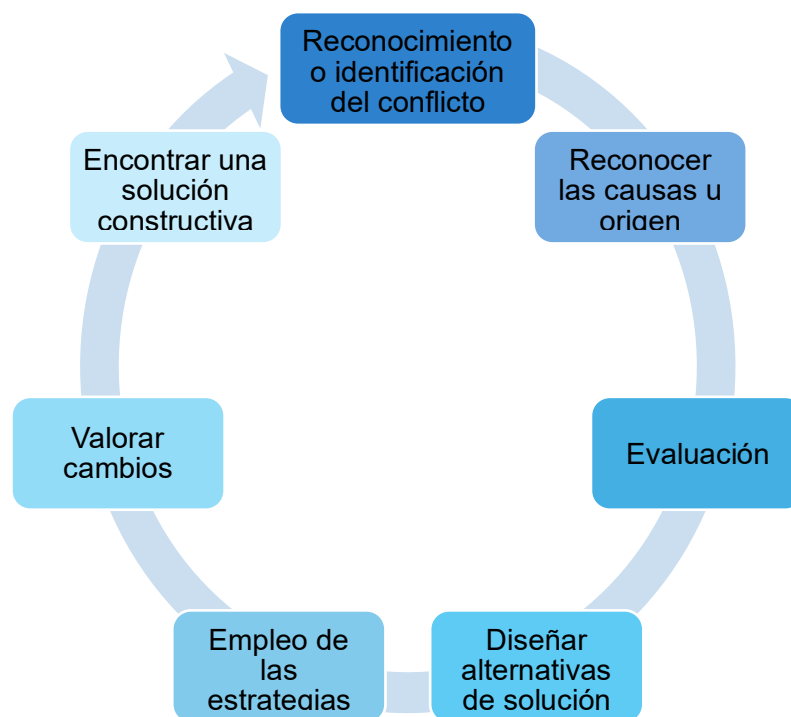 Reconocimiento
o identificación
del conflicto
Reconocer
las causas u
origen
Evaluación
Diseñar
alternativas
de solución
Empleo de
las
estrategias
Valorar
cambios
Encontrar una
solución
constructiva